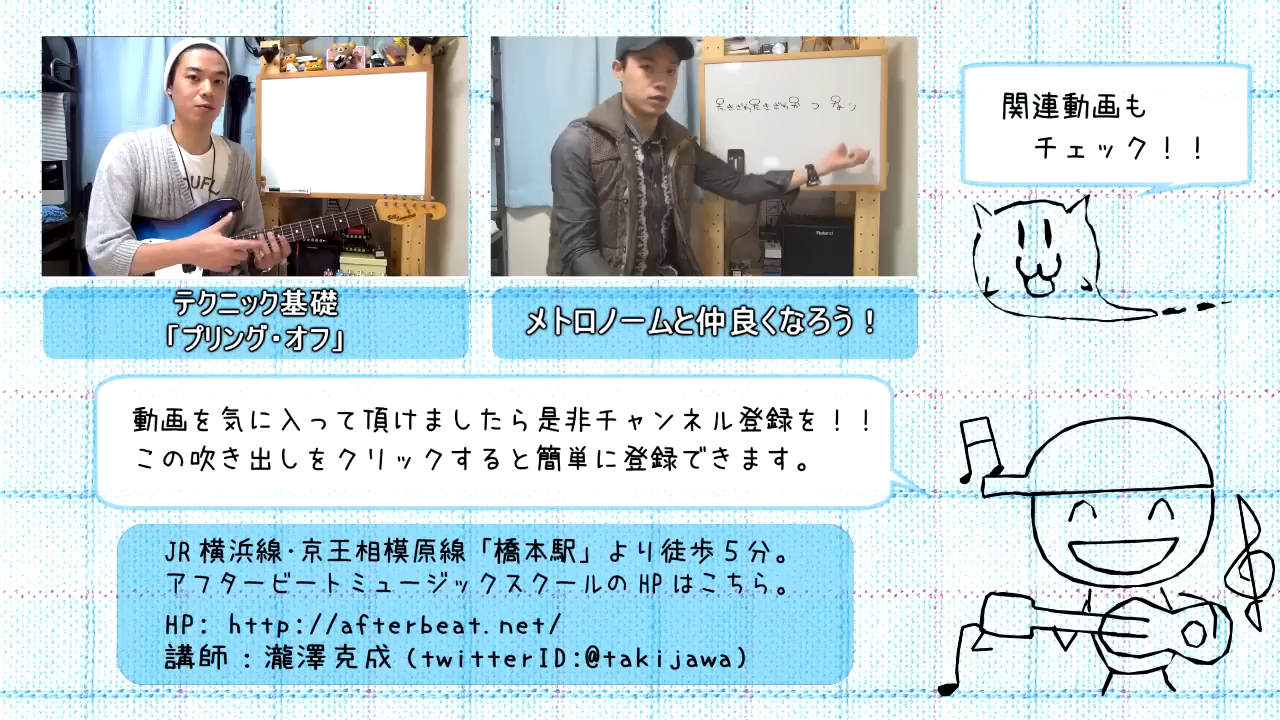 関連動画も
チェック！！
テクニック基礎
「プリング・オフ」
メトロノームと仲良くなろう！
動画を気に入って頂けましたら是非チャンネル登録を！！
この吹き出しをクリックすると簡単に登録できます。
JR 横浜線・京王相模原線「橋本駅」より徒歩５分。
アフタービートミュージックスクールの HP はこちら。
HP: http://afterbeat.net/
講師：瀧澤克成 (twitterID:@takijawa)
Roland